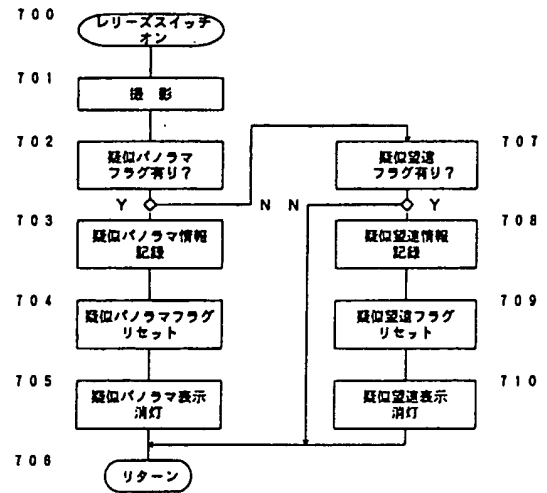 700
レリーズスイッチ
オン
701
撮 影
702
疑似パノラマ
フラグ有り?
Y
N
703
疑似パノラマ情報
記録
704
疑似パノラマフラグ
リセット
705
疑似パノラマ表示
消灯
706
リターン
707
疑似望遠
フラグ有り?
N
Y
708
疑似望遠情報
記録
709
疑似望遠フラグ
リセット
710
疑似望遠表示
消灯